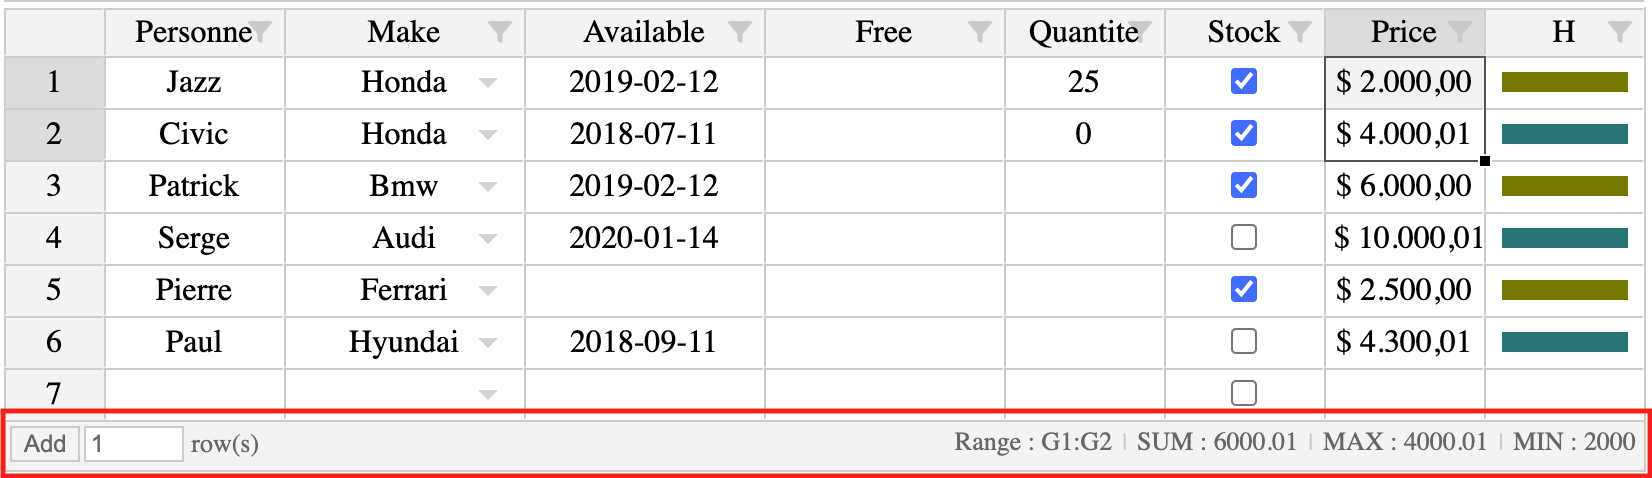 Personne Make Available Free Quantite Stock Price H
1 Jazz Honda 2019-02-12 25 $ 2.000,00
2 Civic Honda 2018-07-11 0 $ 4.000,01
3 Patrick Bmw 2019-02-12 $ 6.000,00
4 Serge Audi 2020-01-14 $ 10.000,01
5 Pierre Ferrari $ 2.500,00
6 Paul Hyundai 2018-09-11 $ 4.300,01
7
Add 1 row(s) Range : G1:G2 | SUM : 6000.01 | MAX : 4000.01 | MIN : 2000